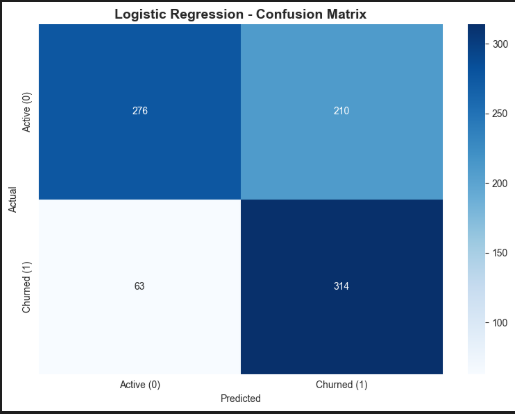 Logistic Regression - Confusion Matrix
Actual
Active (0)
276
210
Churned (1)
63
314
Active (0)
Churned (1)
Predicted
300
250
200
150
100